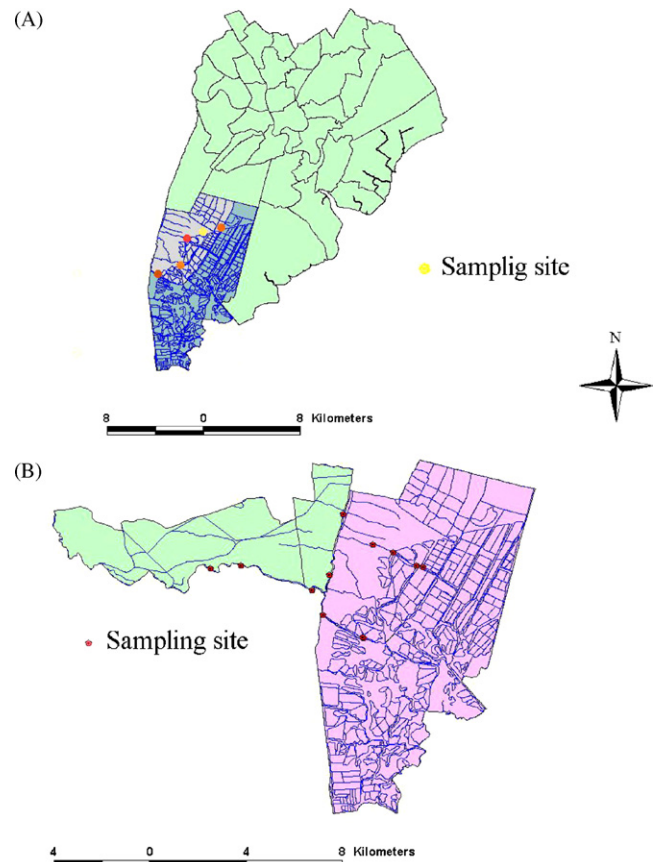 (A)
Samplig site
N
8 0 8 Kilometers
(B)
Sampling site
4 0 4 8 Kilometers